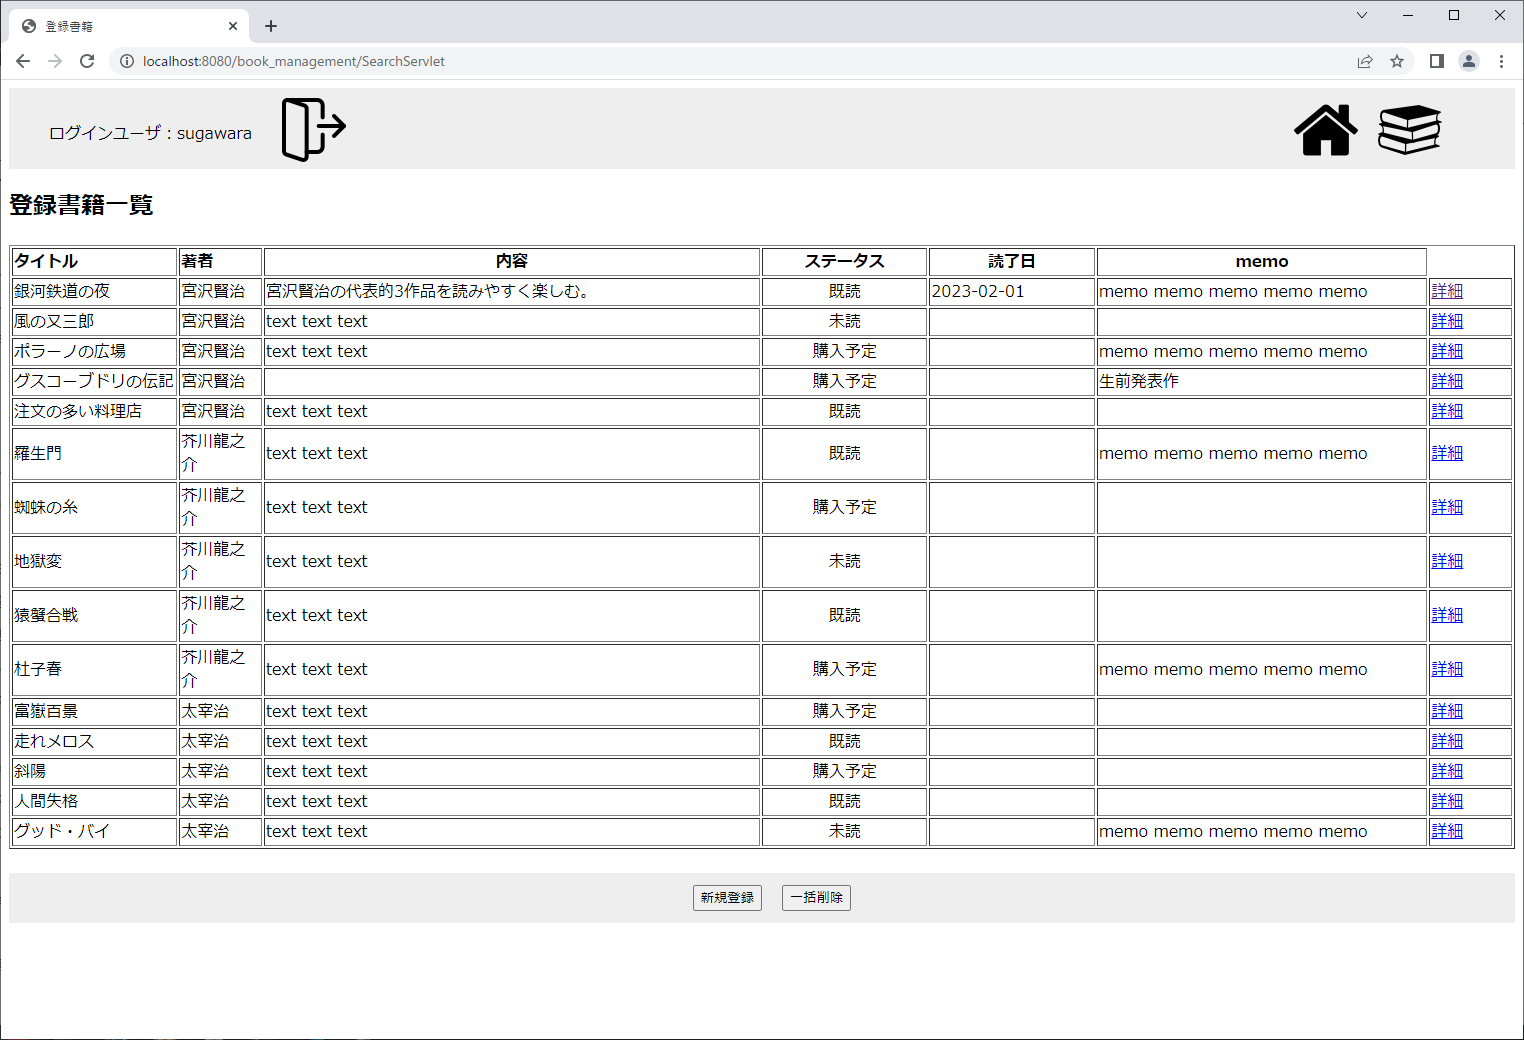 登録書籍
localhost:8080/book_management/SearchServlet
ログインユーザ：sugawara
登録書籍一覧
タイトル 著者 内容 ステータス 読了日 memo
銀河鉄道の夜 宮沢賢治 宮沢賢治の代表的3作品を読みやすく楽しむ。 既読 2023-02-01 memo memo memo memo memo 詳細
風の又三郎 宮沢賢治 text text text 未読 詳細
ポラーノの広場 宮沢賢治 text text text 購入予定 memo memo memo memo memo 詳細
グスコーブドリの伝記 宮沢賢治 購入予定 生前発表作 詳細
注文の多い料理店 宮沢賢治 text text text 既読 詳細
羅生門 芥川龍之介 text text text 既読 memo memo memo memo memo 詳細
蜘蛛の糸 芥川龍之介 text text text 購入予定 詳細
地獄変 芥川龍之介 text text text 未読 詳細
猿蟹合戦 芥川龍之介 text text text 既読 詳細
杜子春 芥川龍之介 text text text 購入予定 memo memo memo memo memo 詳細
富嶽百景 太宰治 text text text 購入予定 詳細
走れメロス 太宰治 text text text 既読 詳細
斜陽 太宰治 text text text 購入予定 詳細
人間失格 太宰治 text text text 既読 詳細
グッド・バイ 太宰治 text text text 未読 memo memo memo memo memo 詳細
新規登録 一括削除